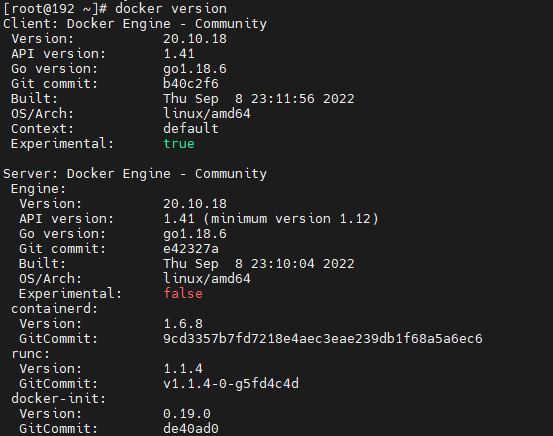 [root@192 ~]# docker version
Client: Docker Engine - Community
 Version:           20.10.18
 API version:       1.41
 Go version:        go1.18.6
 Git commit:        b40c2f6
 Built:             Thu Sep  8 23:11:56 2022
 OS/Arch:           linux/amd64
 Context:           default
 Experimental:      true

Server: Docker Engine - Community
 Engine:
  Version:          20.10.18
  API version:      1.41 (minimum version 1.12)
  Go version:       go1.18.6
  Git commit:       e42327a
  Built:            Thu Sep  8 23:10:04 2022
  OS/Arch:          linux/amd64
  Experimental:     false
 containerd:
  Version:          1.6.8
  GitCommit:        9cd3357b7fd7218e4aec3eae239db1f68a5a6ec6
 runc:
  Version:          1.1.4
  GitCommit:        v1.1.4-0-g5fd4c4d
 docker-init:
  Version:          0.19.0
  GitCommit:        de40ad0